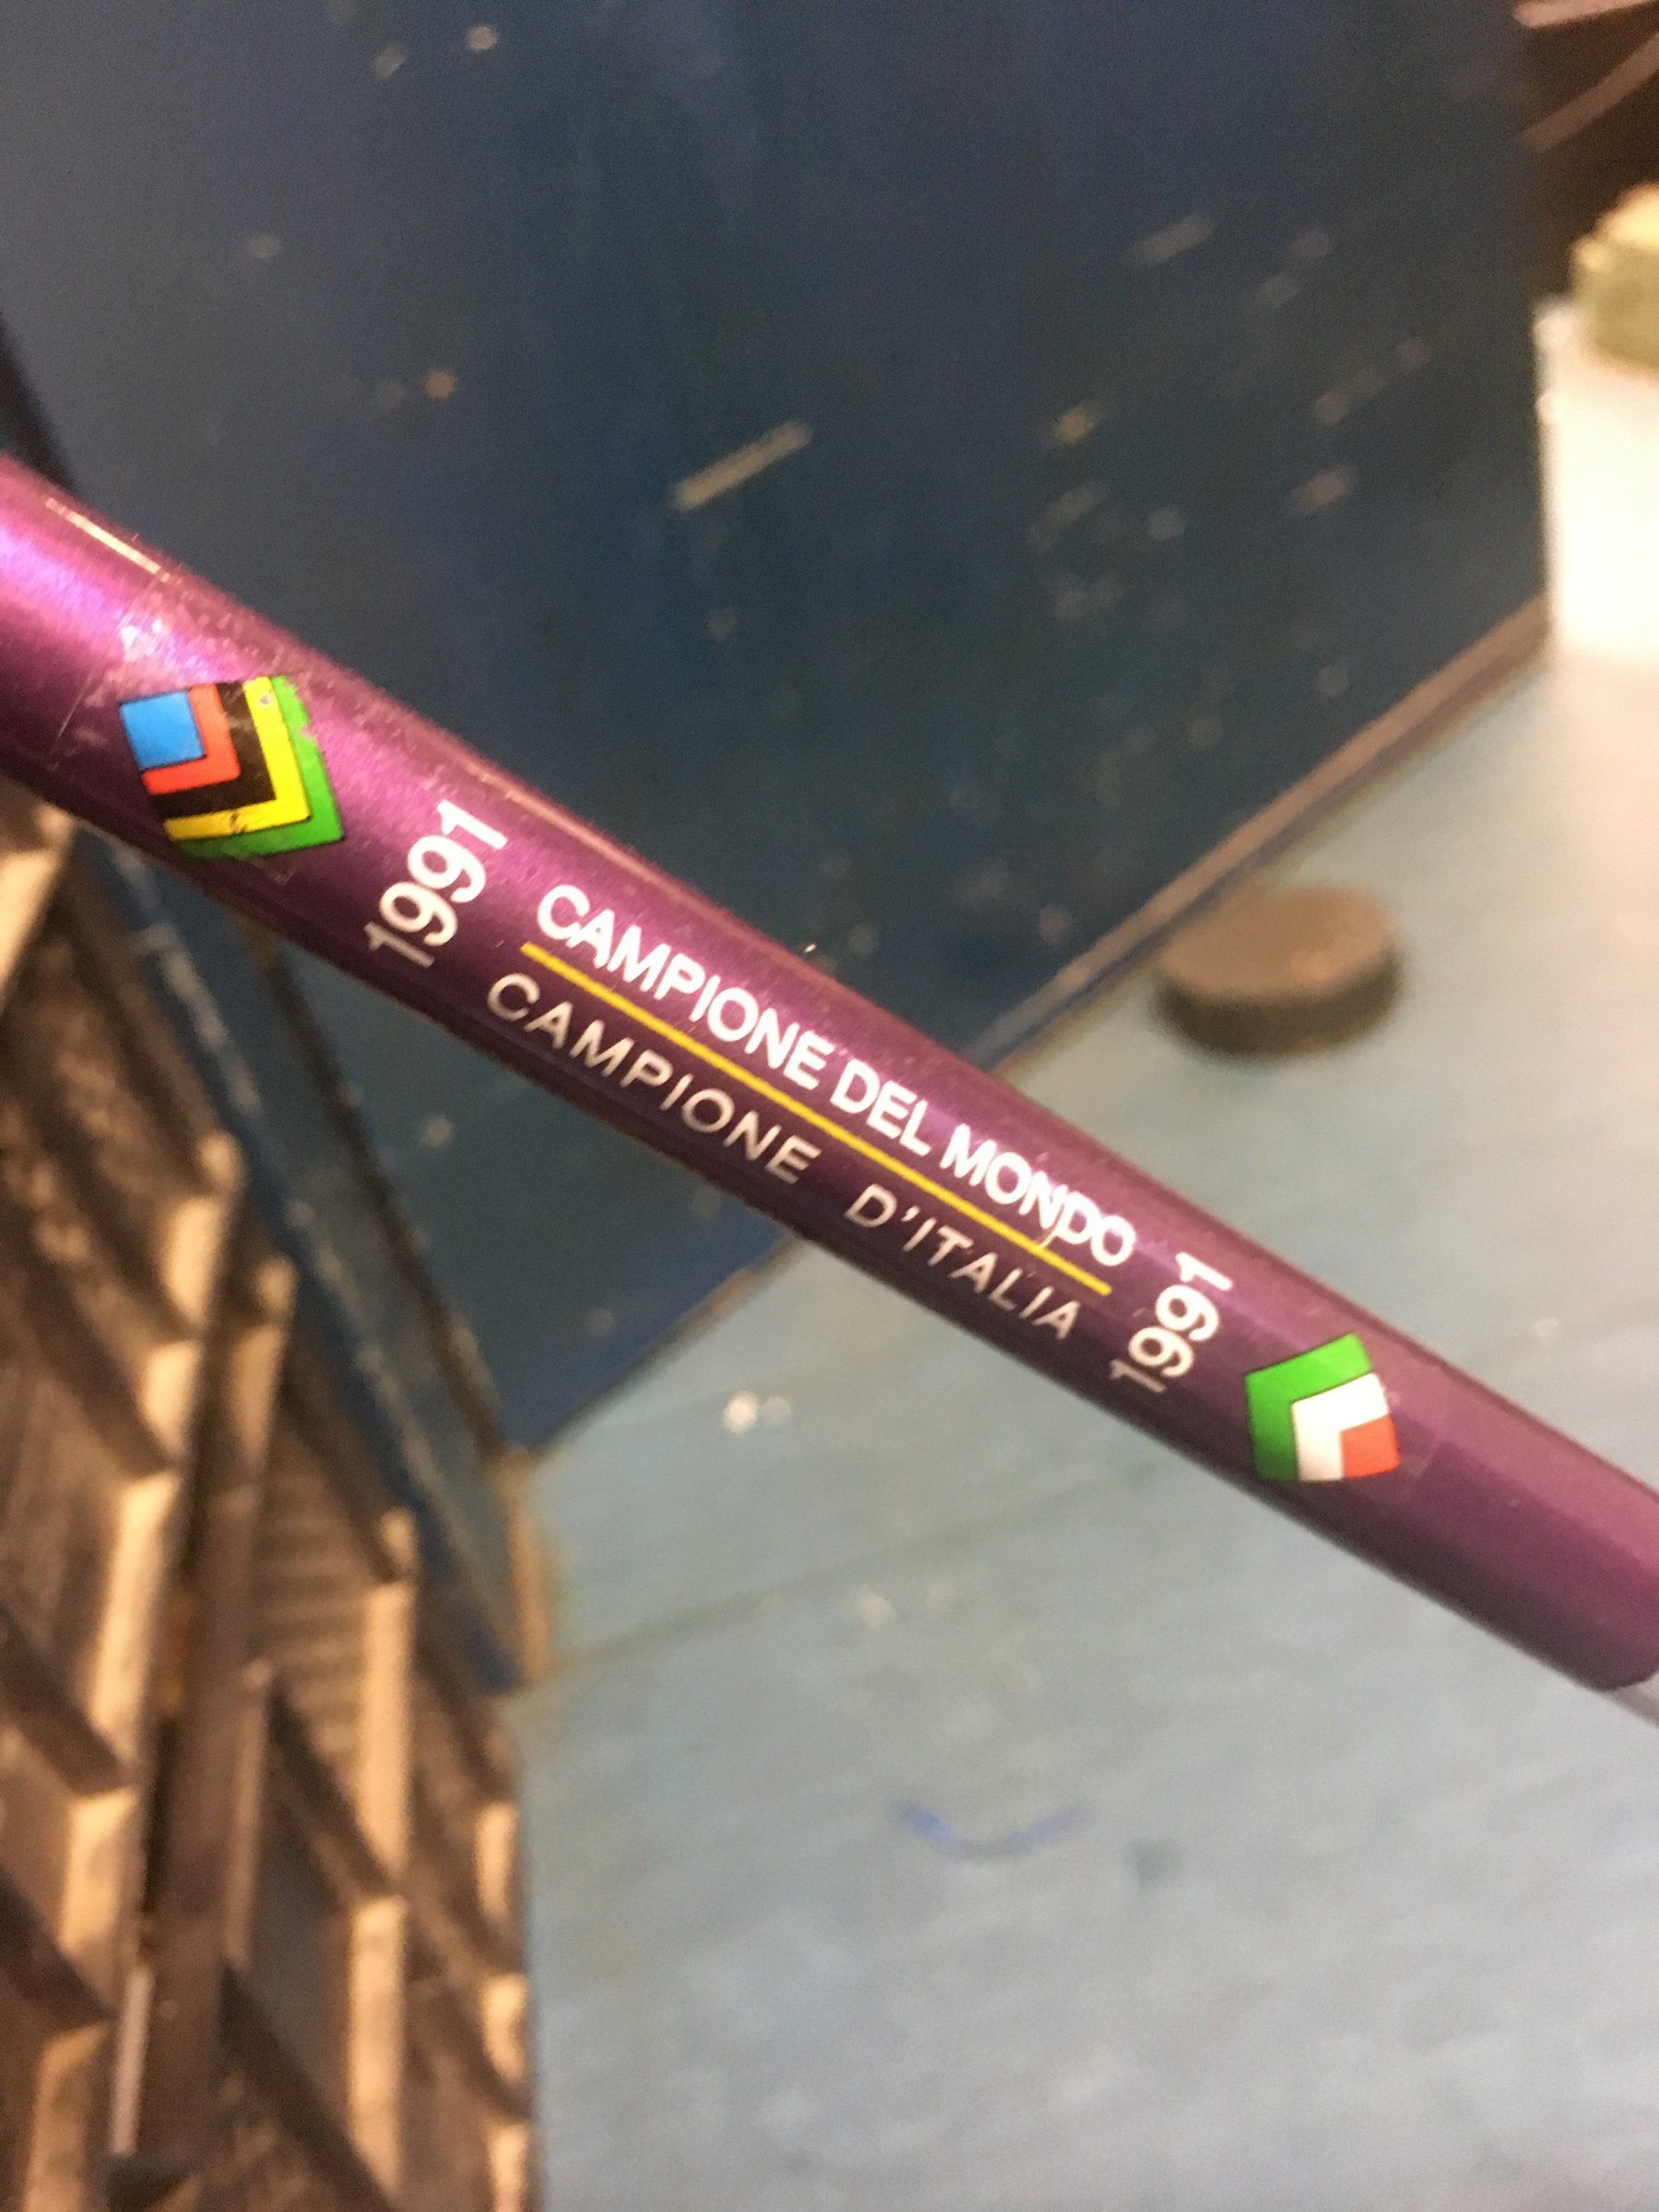 1991
CAMPIONE DEL MONDO
CAMPIONE D'ITALIA
1991